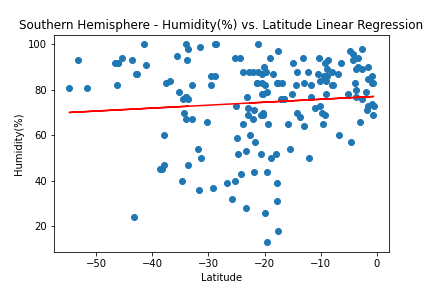 Southern Hemisphere - Humidity(%) vs. Latitude Linear Regression
100
80
60
40
20
Humidity(%)
−50 −40 −30 −20 −10 0
Latitude